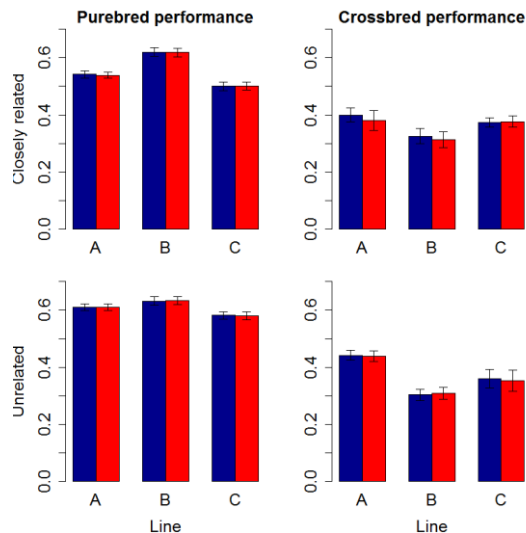 Purebred performance
Crossbred performance
Closely related
0.0 0.2 0.4 0.6
A B C
0.0 0.2 0.4 0.6
A B C
Unrelated
0.0 0.2 0.4 0.6
A B C
Line
0.0 0.2 0.4 0.6
A B C
Line